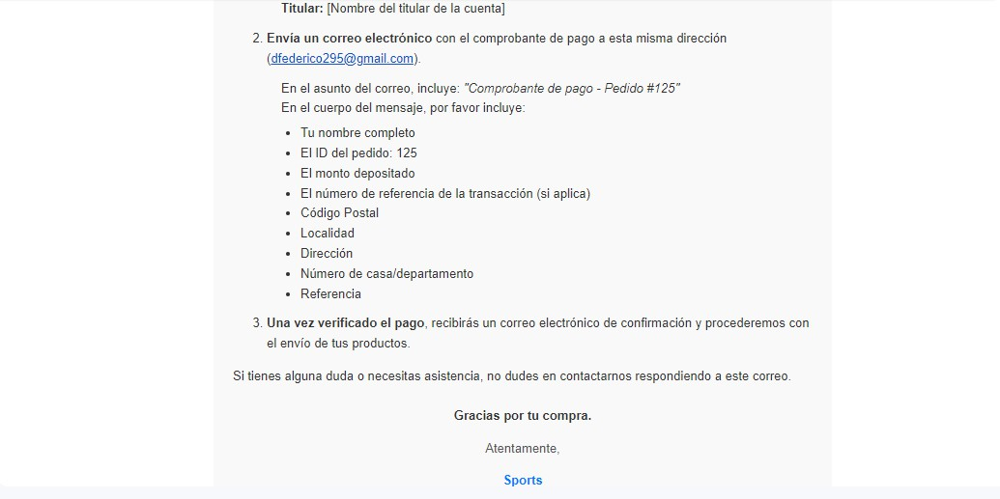 Titular: [Nombre del titular de la cuenta]
2. Envía un correo electrónico con el comprobante de pago a esta misma dirección
(dfederico295@gmail.com).
En el asunto del correo, incluye: "Comprobante de pago - Pedido #125"
En el cuerpo del mensaje, por favor incluye:
• Tu nombre completo
• El ID del pedido: 125
• El monto depositado
• El número de referencia de la transacción (si aplica)
• Código Postal
• Localidad
• Dirección
• Número de casa/departamento
• Referencia
3. Una vez verificado el pago, recibirás un correo electrónico de confirmación y procederemos con
el envío de tus productos.
Si tienes alguna duda o necesitas asistencia, no dudes en contactarnos respondiendo a este correo.
Gracias por tu compra.
Atentamente,
Sports